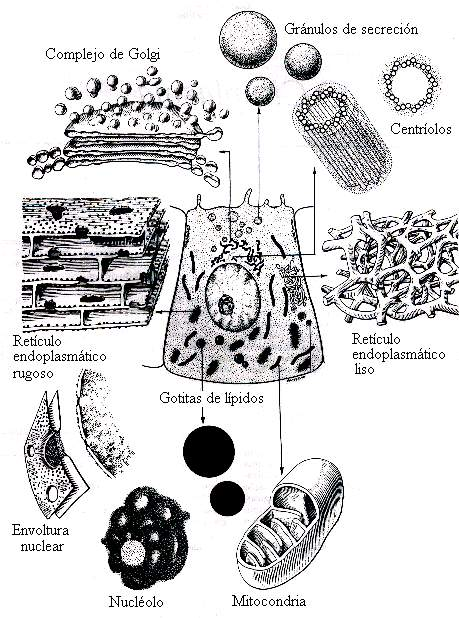 Gránulos de secreción
Complejo de Golgi
Centríolos
Retículo
endoplasmático
rugoso
Retículo
endoplasmático
liso
Gotitas de lípidos
Envoltura
nuclear
Nucléolo
Mitocondria